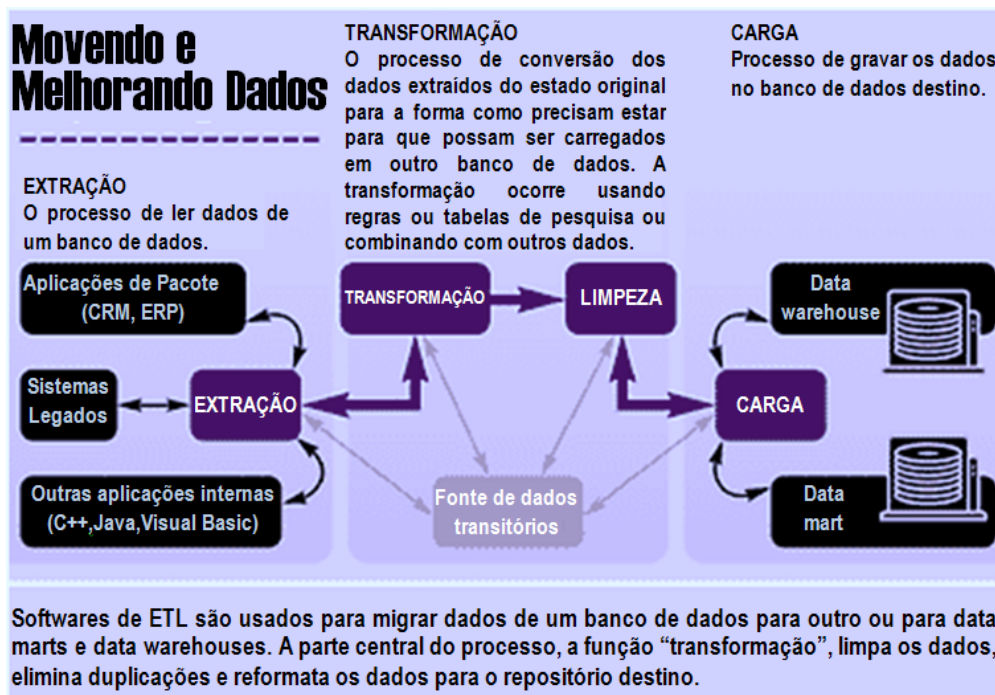 Movendo e
Melhorando Dados
EXTRAÇÃO
O processo de ler dados de
um banco de dados.
TRANSFORMAÇÃO
O processo de conversão dos
dados extraídos do estado original
para a forma como precisam estar
para que possam ser carregados
em outro banco de dados. A
transformação ocorre usando
regras ou tabelas de pesquisa ou
combinando com outros dados.
CARGA
Processo de gravar os dados
no banco de dados destino.
Aplicações de Pacote
(CRM, ERP)
Sistemas
Legados
Outras aplicações internas
(C++,Java,Visual Basic)
EXTRAÇÃO
TRANSFORMAÇÃO
LIMPEZA
Fonte de dados
transitórios
CARGA
Data
warehouse
Data
mart
Softwares de ETL são usados para migrar dados de um banco de dados para outro ou para data
marts e data warehouses. A parte central do processo, a função “transformação”, limpa os dados,
elimina duplicações e reformata os dados para o repositório destino.